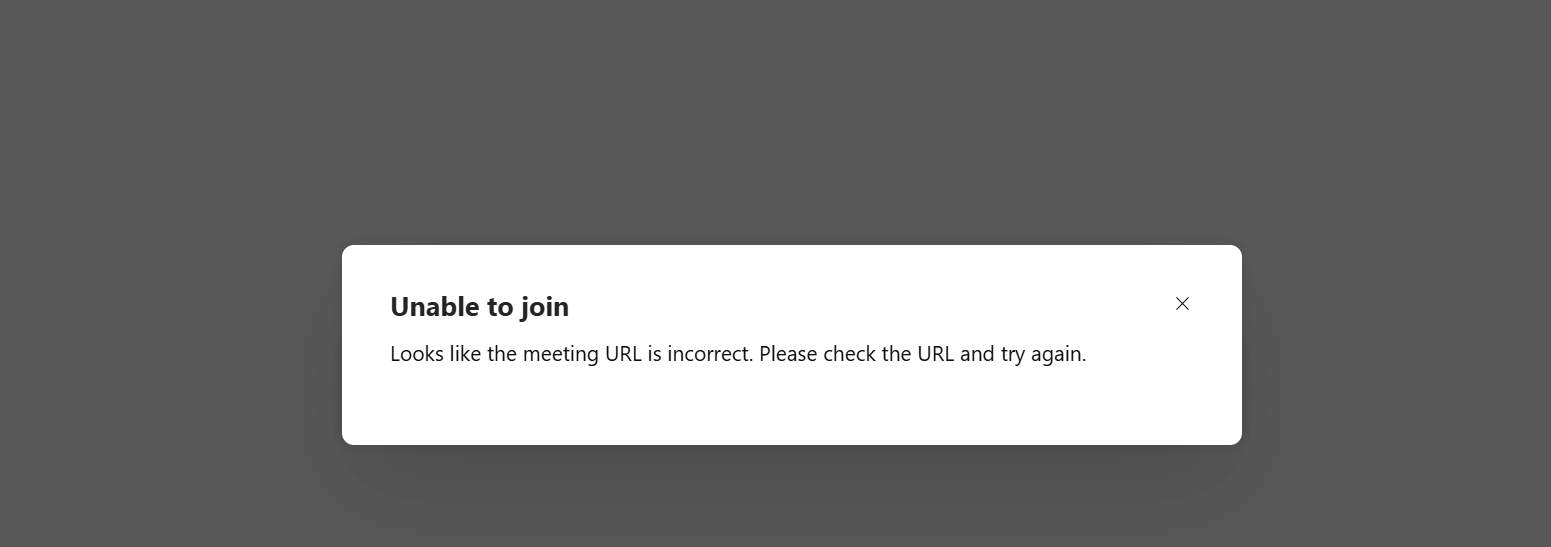 Unable to join
Looks like the meeting URL is incorrect. Please check the URL and try again.